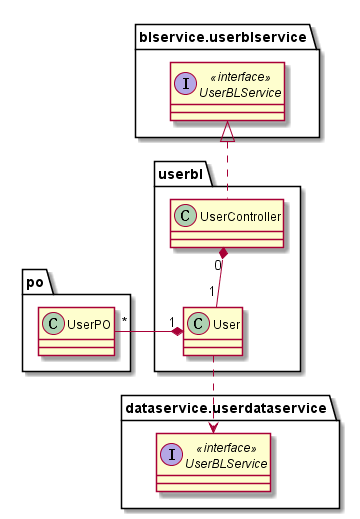 blservice.userblservice
I
«interface»
UserBLService
userbl
C
UserController
0
1
po
C
UserPO
*
1
C
User
dataservice.userdataservice
I
«interface»
UserBLService